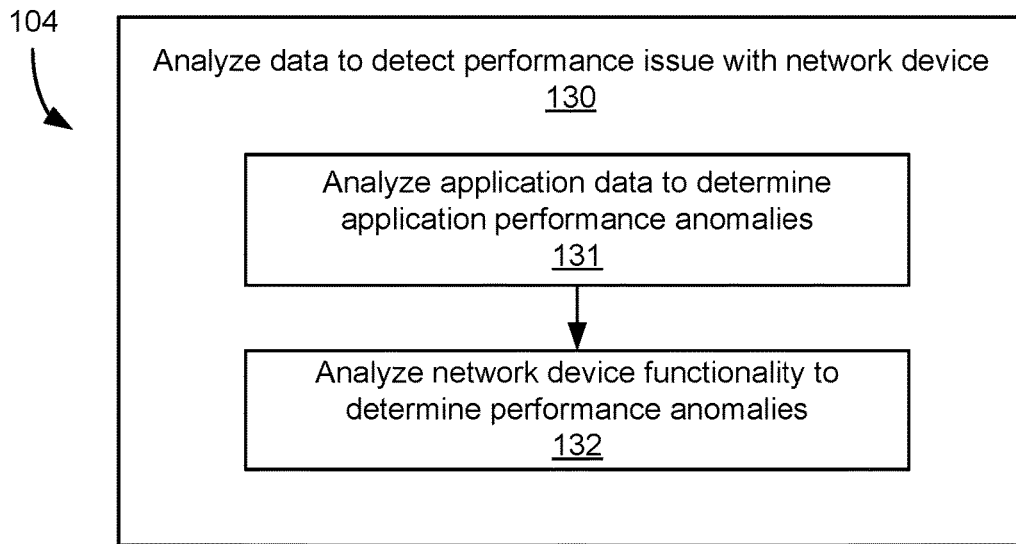 104
Analyze data to detect performance issue with network device
130
Analyze application data to determine
application performance anomalies
131
Analyze network device functionality to
determine performance anomalies
132